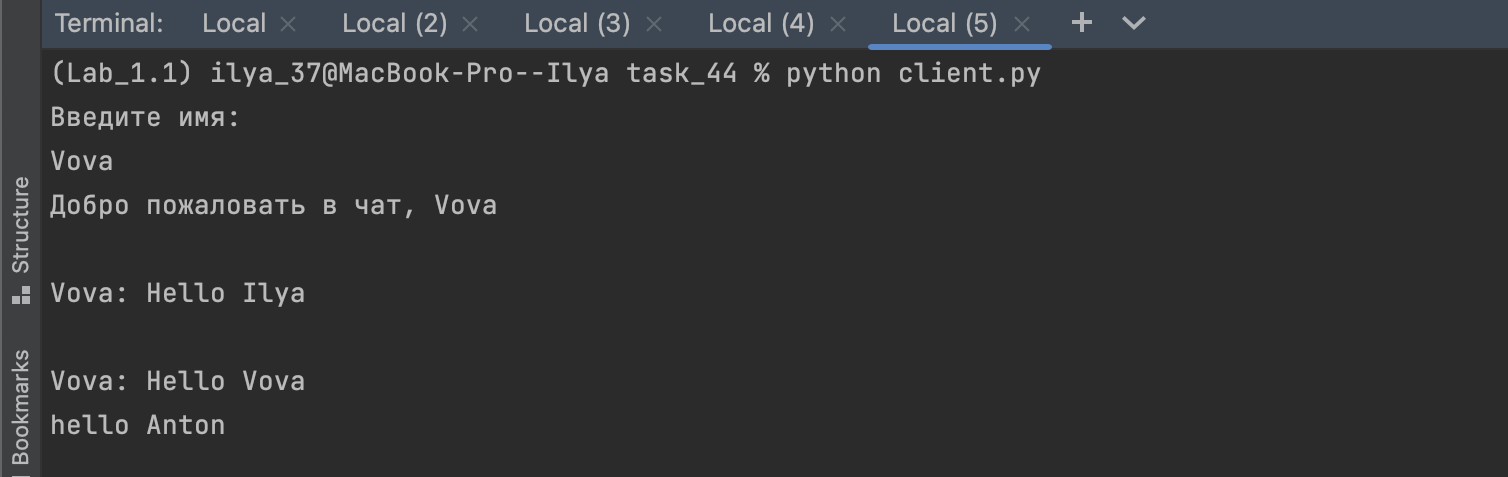 Terminal: Local × Local (2) × Local (3) × Local (4) × Local (5) × +
(Lab_1.1) ilya_37@MacBook-Pro--Ilya task_44 % python client.py
Введите имя:
Vova
Добро пожаловать в чат, Vova
Vova: Hello Ilya
Vova: Hello Vova
hello Anton
Structure
Bookmarks